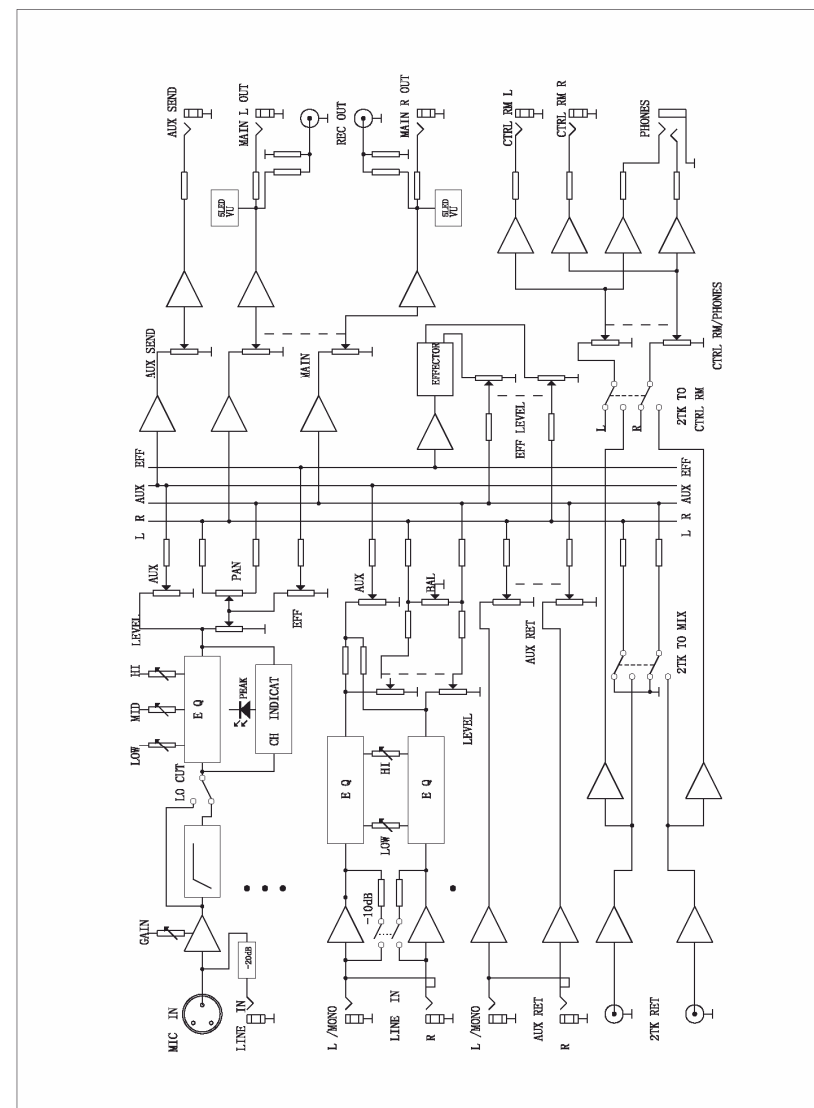 AUX SEND
MAIN L OUT
REC OUT
MAIN R OUT
CTRL RM L
CTRL RM R
PHONES
5LED
VU
5LED
VU
AUX SEND
MAIN
EFFECTOR
EFF LEVEL
CTRL RM/PHONES
L
R
2TK TO
CTRL RM
EFF
AUX
R
L
EFF
AUX
R
L
AUX
PAN
EFF
AUX
BAL
AUX RET
2TK TO MIX
LEVEL
HI
MID
LOW
E Q
PEAK
CH INDICAT
LO CUT
LEVEL
E Q
HI
LOW
E Q
-10dB
GAIN
-20dB
MIC IN
LINE IN
L /MONO
LINE IN
R
L /MONO
AUX RET
R
2TK RET